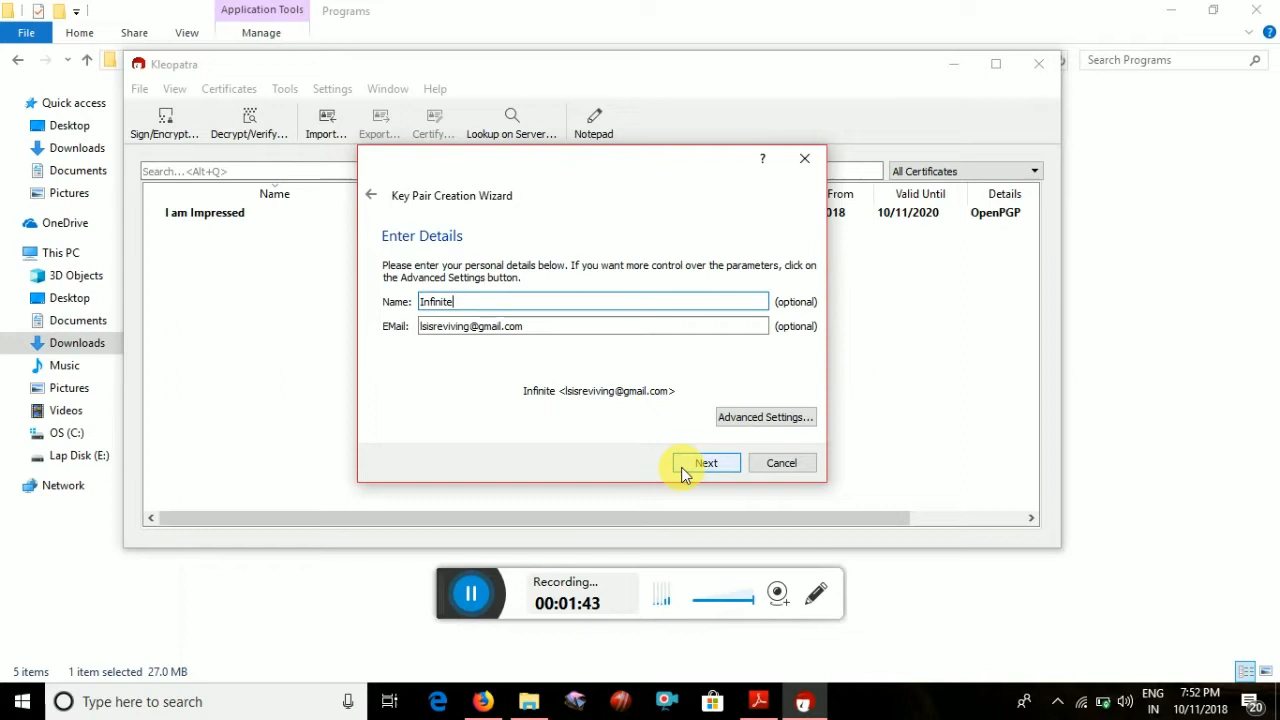 Application Tools
Programs
File
Home
Share
View
Manage
Search Programs
Kleopatra
File
View
Certificates
Tools
Settings
Window
Help
Sign/Encrypt...
Decrypt/Verify...
Import...
Export...
Certify...
Lookup on Server...
Notepad
Search...<Alt+Q>
All Certificates
Name
From
Valid Until
Details
I am Impressed
018
10/11/2020
OpenPGP
Quick access
Desktop
Downloads
Documents
Pictures
OneDrive
This PC
3D Objects
Desktop
Documents
Downloads
Music
Pictures
Videos
OS (C:)
Lap Disk (E:)
Network
?
Key Pair Creation Wizard
Enter Details
Please enter your personal details below. If you want more control over the parameters, click on
the Advanced Settings button.
Name: Infinite (optional)
EMail: lsisreviving@gmail.com (optional)
Infinite <lsisreviving@gmail.com>
Advanced Settings...
Next
Cancel
Recording...
00:01:43
5 items
1 item selected 27.0 MB
Type here to search
ENG
IN
7:52 PM
10/11/2018
20